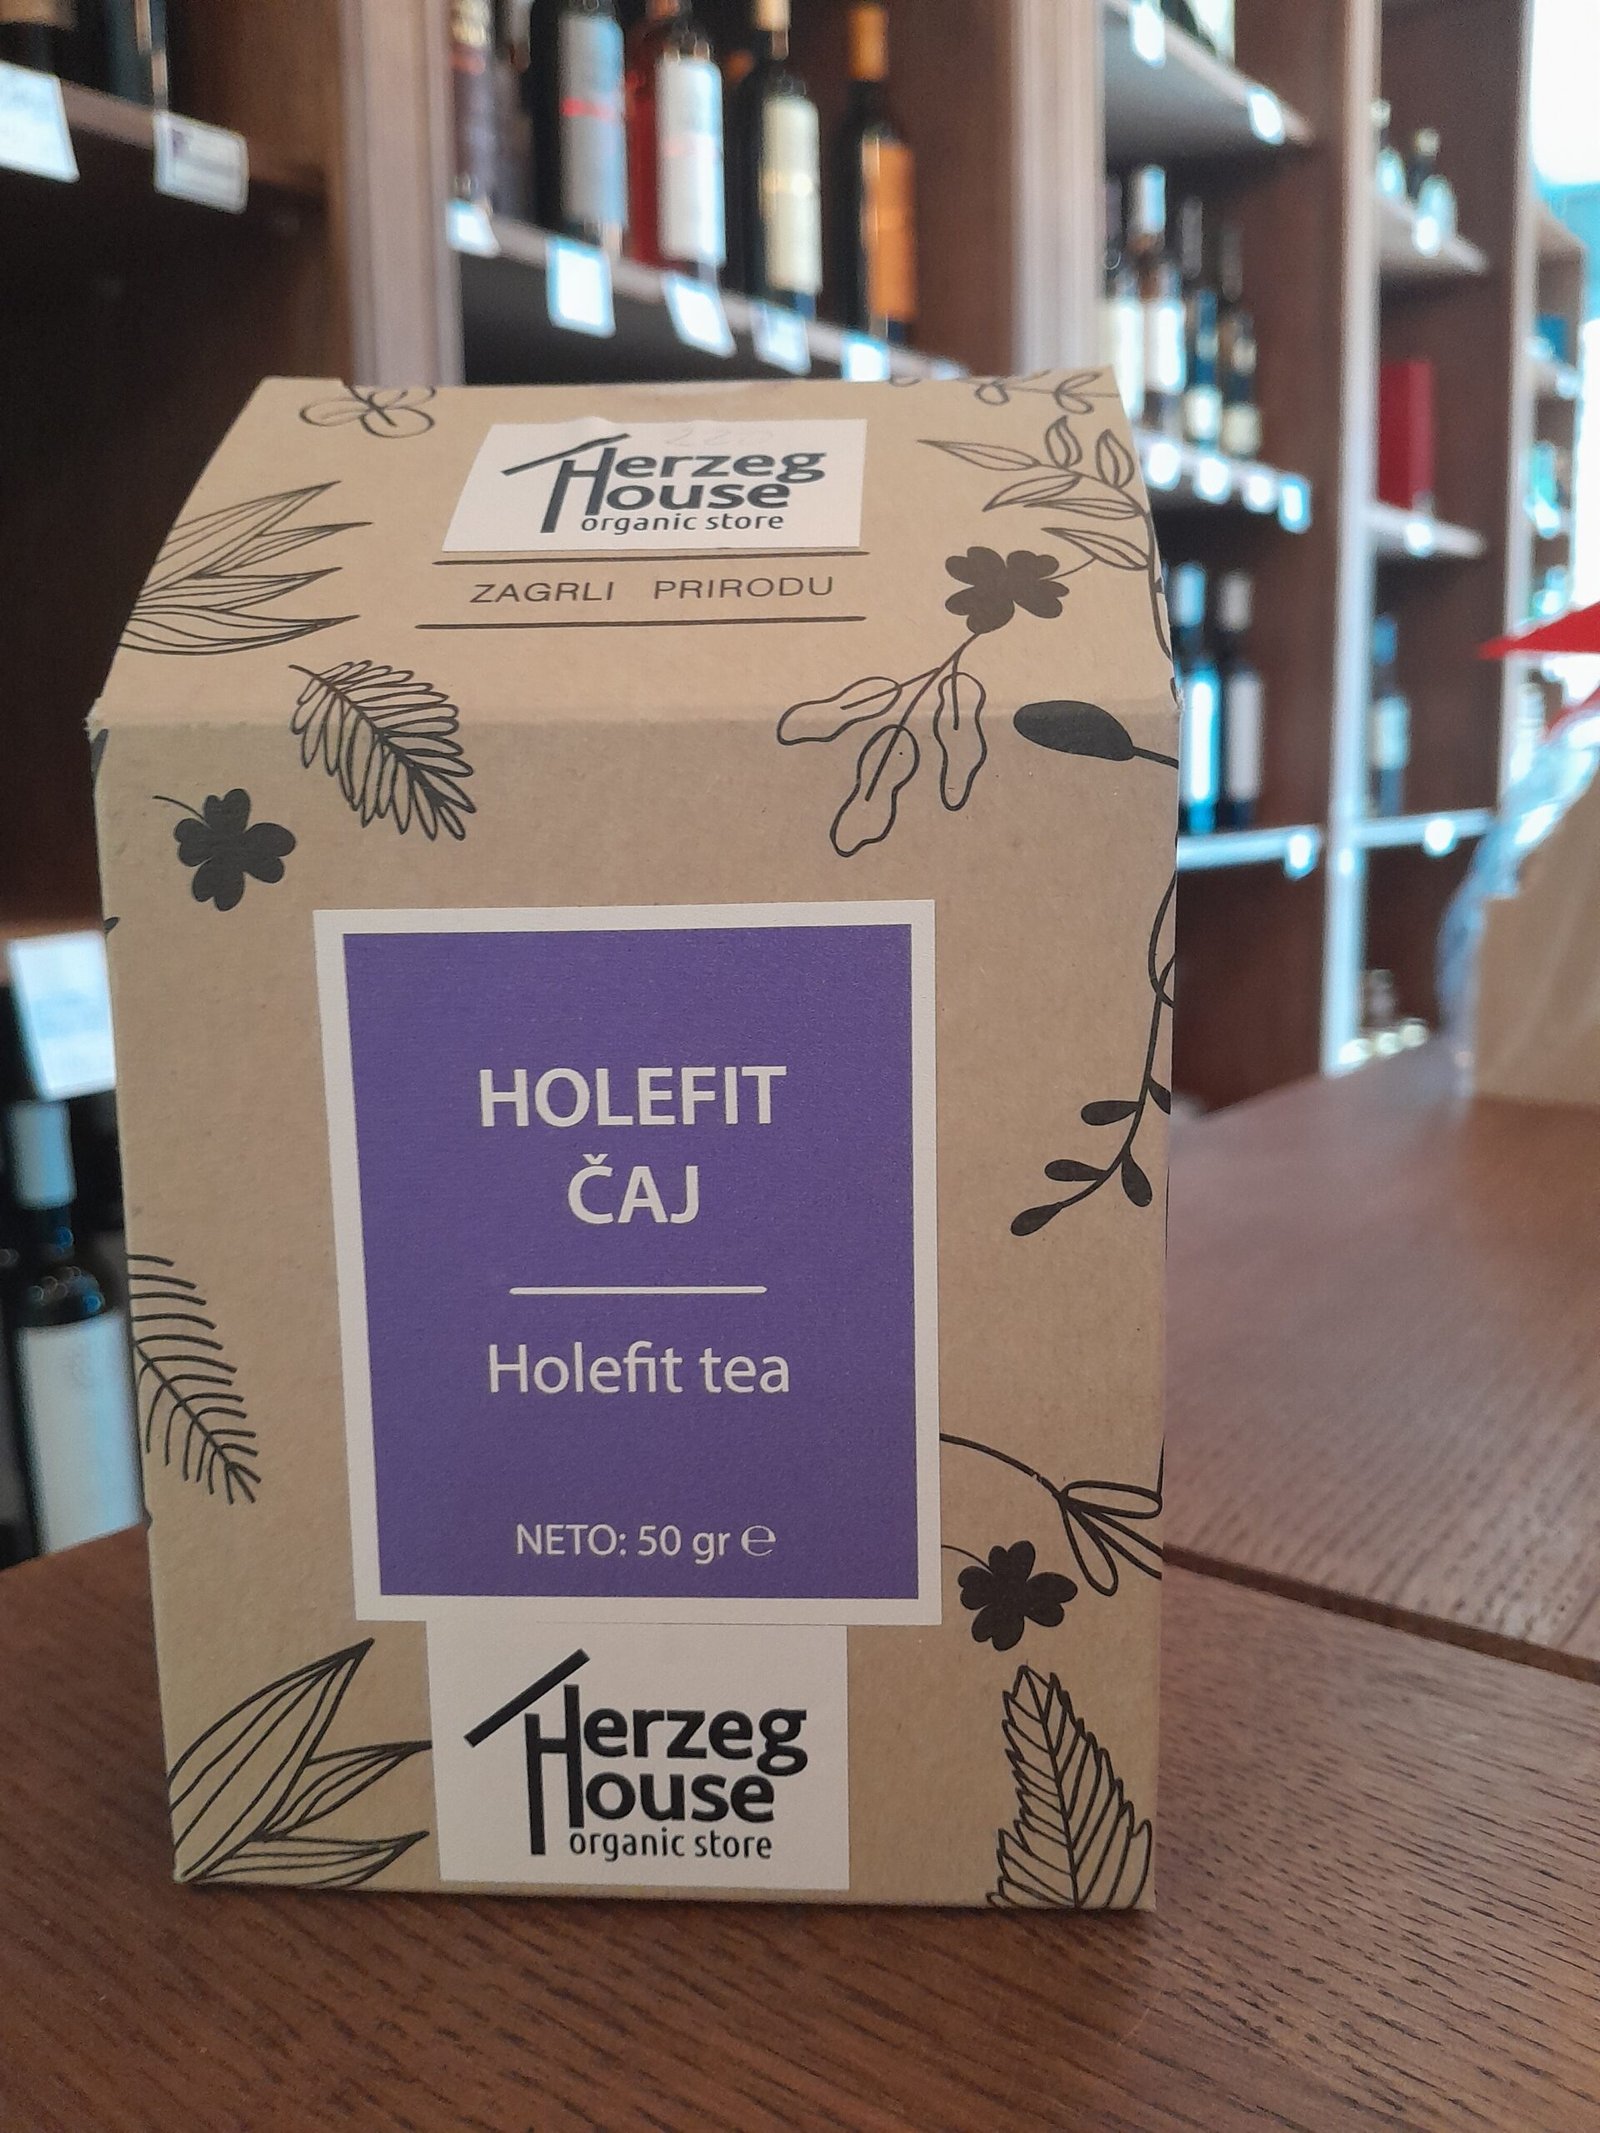 Herzeg
House
organic store
ZAGRLI PRIRODU
HOLEFIT
ČAJ
Holefit tea
NETO: 50 gr ℮
Herzeg
House
organic store